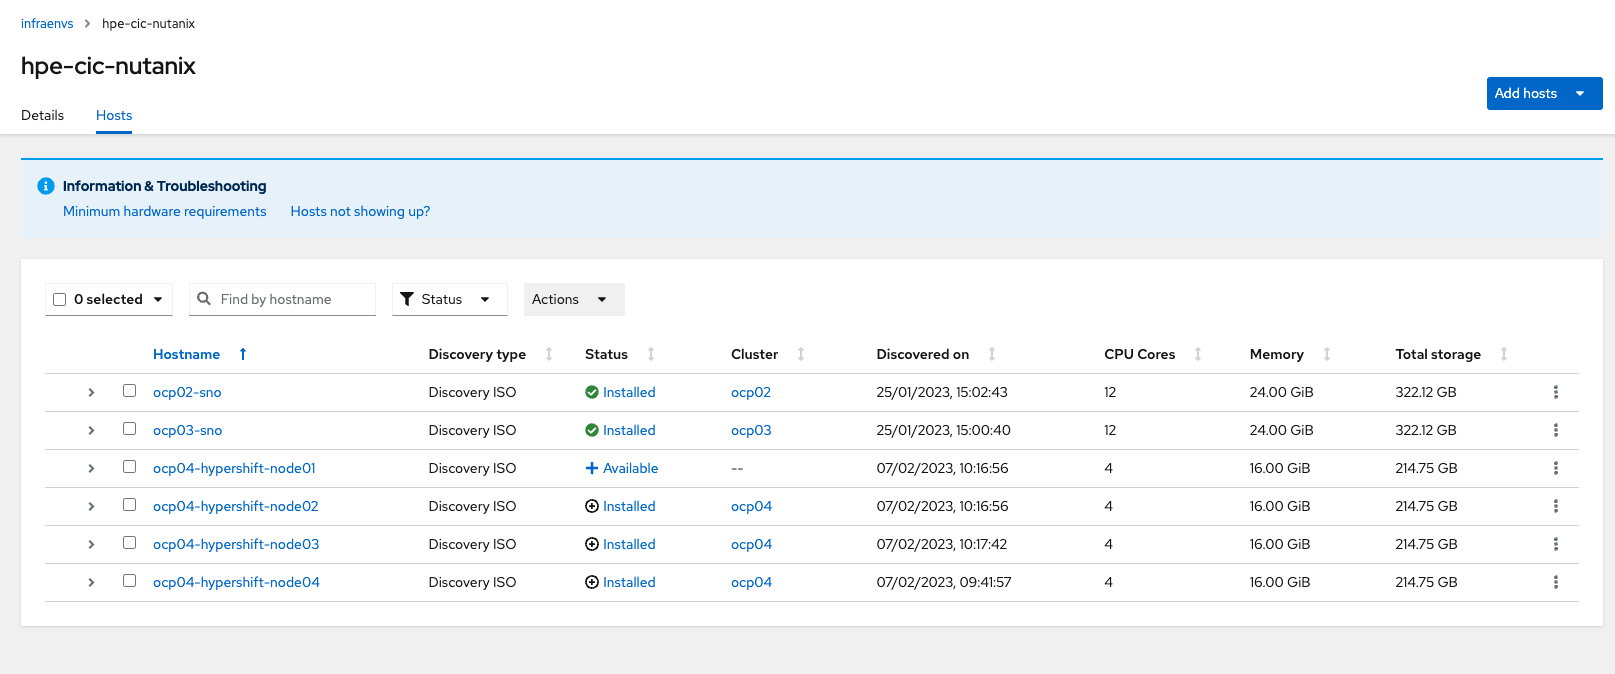 infraenvs > hpe-cic-nutanix
hpe-cic-nutanix
Add hosts
Details Hosts
Information & Troubleshooting
Minimum hardware requirements Hosts not showing up?
0 selected Find by hostname Status Actions
Hostname Discovery type Status Cluster Discovered on CPU Cores Memory Total storage
ocp02-sno Discovery ISO Installed ocp02 25/01/2023, 15:02:43 12 24.00 GiB 322.12 GB
ocp03-sno Discovery ISO Installed ocp03 25/01/2023, 15:00:40 12 24.00 GiB 322.12 GB
ocp04-hypershift-node01 Discovery ISO Available -- 07/02/2023, 10:16:56 4 16.00 GiB 214.75 GB
ocp04-hypershift-node02 Discovery ISO Installed ocp04 07/02/2023, 10:16:56 4 16.00 GiB 214.75 GB
ocp04-hypershift-node03 Discovery ISO Installed ocp04 07/02/2023, 10:17:42 4 16.00 GiB 214.75 GB
ocp04-hypershift-node04 Discovery ISO Installed ocp04 07/02/2023, 09:41:57 4 16.00 GiB 214.75 GB